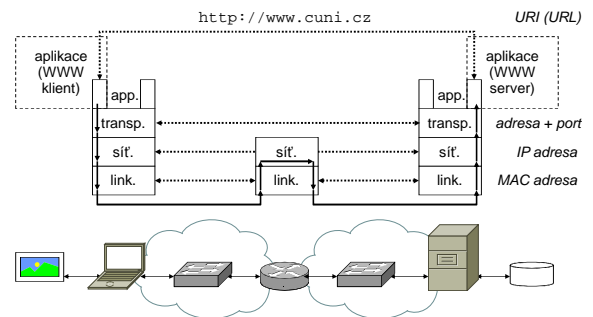 http://www.cuni.cz URI (URL)
aplikace
(WWW
klient)
aplikace
(WWW
server)
app. app.
transp. transp. adresa + port
síť. síť. síť. IP adresa
link. link. link. MAC adresa